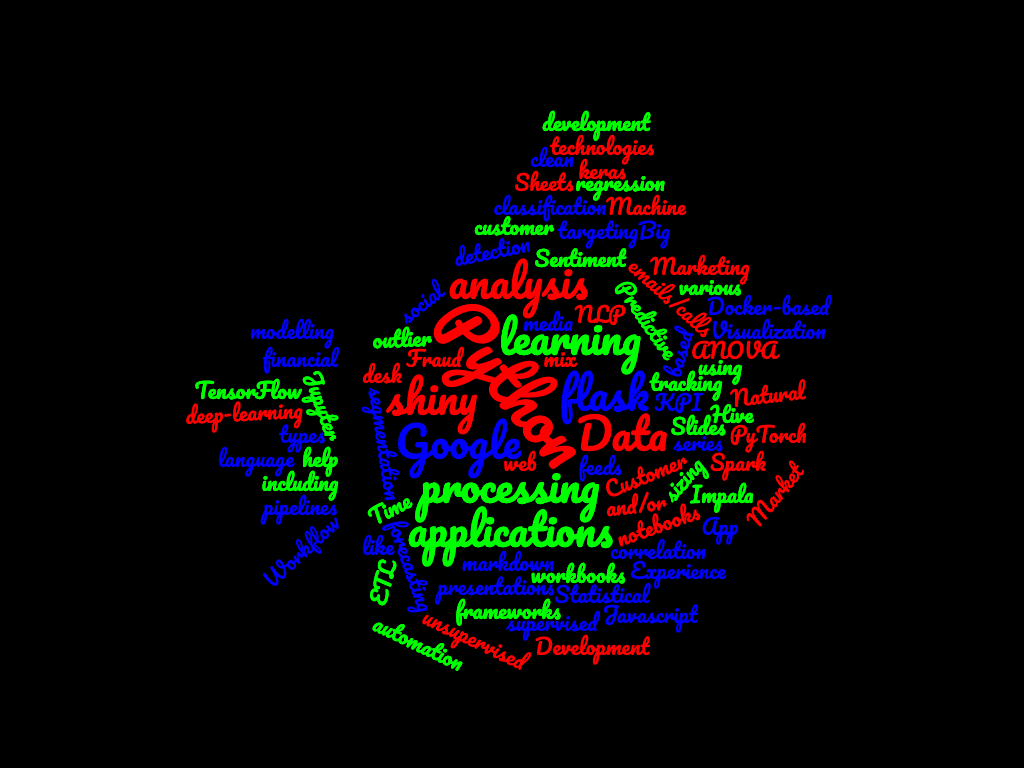 development
technologies
clean
keras
Sheets
regression
classification
Machine
customer
targeting
Big
detection
Sentiment
emails/calls
Marketing
analysis
Predictive
various
social
Docker-based
Python
NLP
media
learning
based
Visualization
modelling
outlier
ANOVA
financial
Fraud
mix
using
desk
flask
tracking
TensorFlow
Jupyter
shiny
KPI
Natural
deep-learning
segmentation
Data
Hive
Slides
types
Google
series
PyTorch
language
help
web
feeds
Customer
Spark
including
processing
sizing
Impala
Market
pipelines
Time
and/or
notebooks
App
Workflow
applications
like
forecasting
correlation
markdown
workbooks
Experience
ETL
presentations
Statistical
frameworks
supervised
Javascript
automation
unsupervised
Development